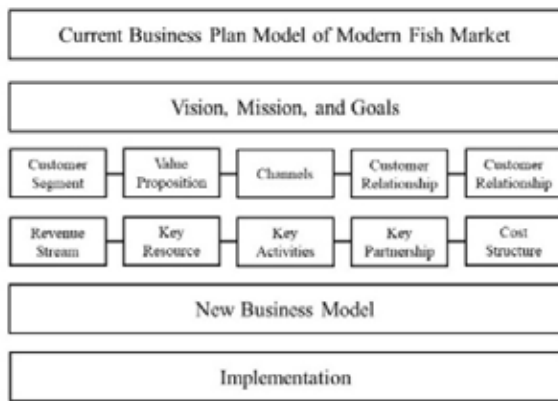 Current Business Plan Model of Modern Fish Market
Vision, Mission, and Goals
Customer
Segment
Value
Proposition
Channels
Customer
Relationship
Customer
Relationship
Revenue
Stream
Key
Resource
Key
Activities
Key
Partnership
Cost
Structure
New Business Model
Implementation